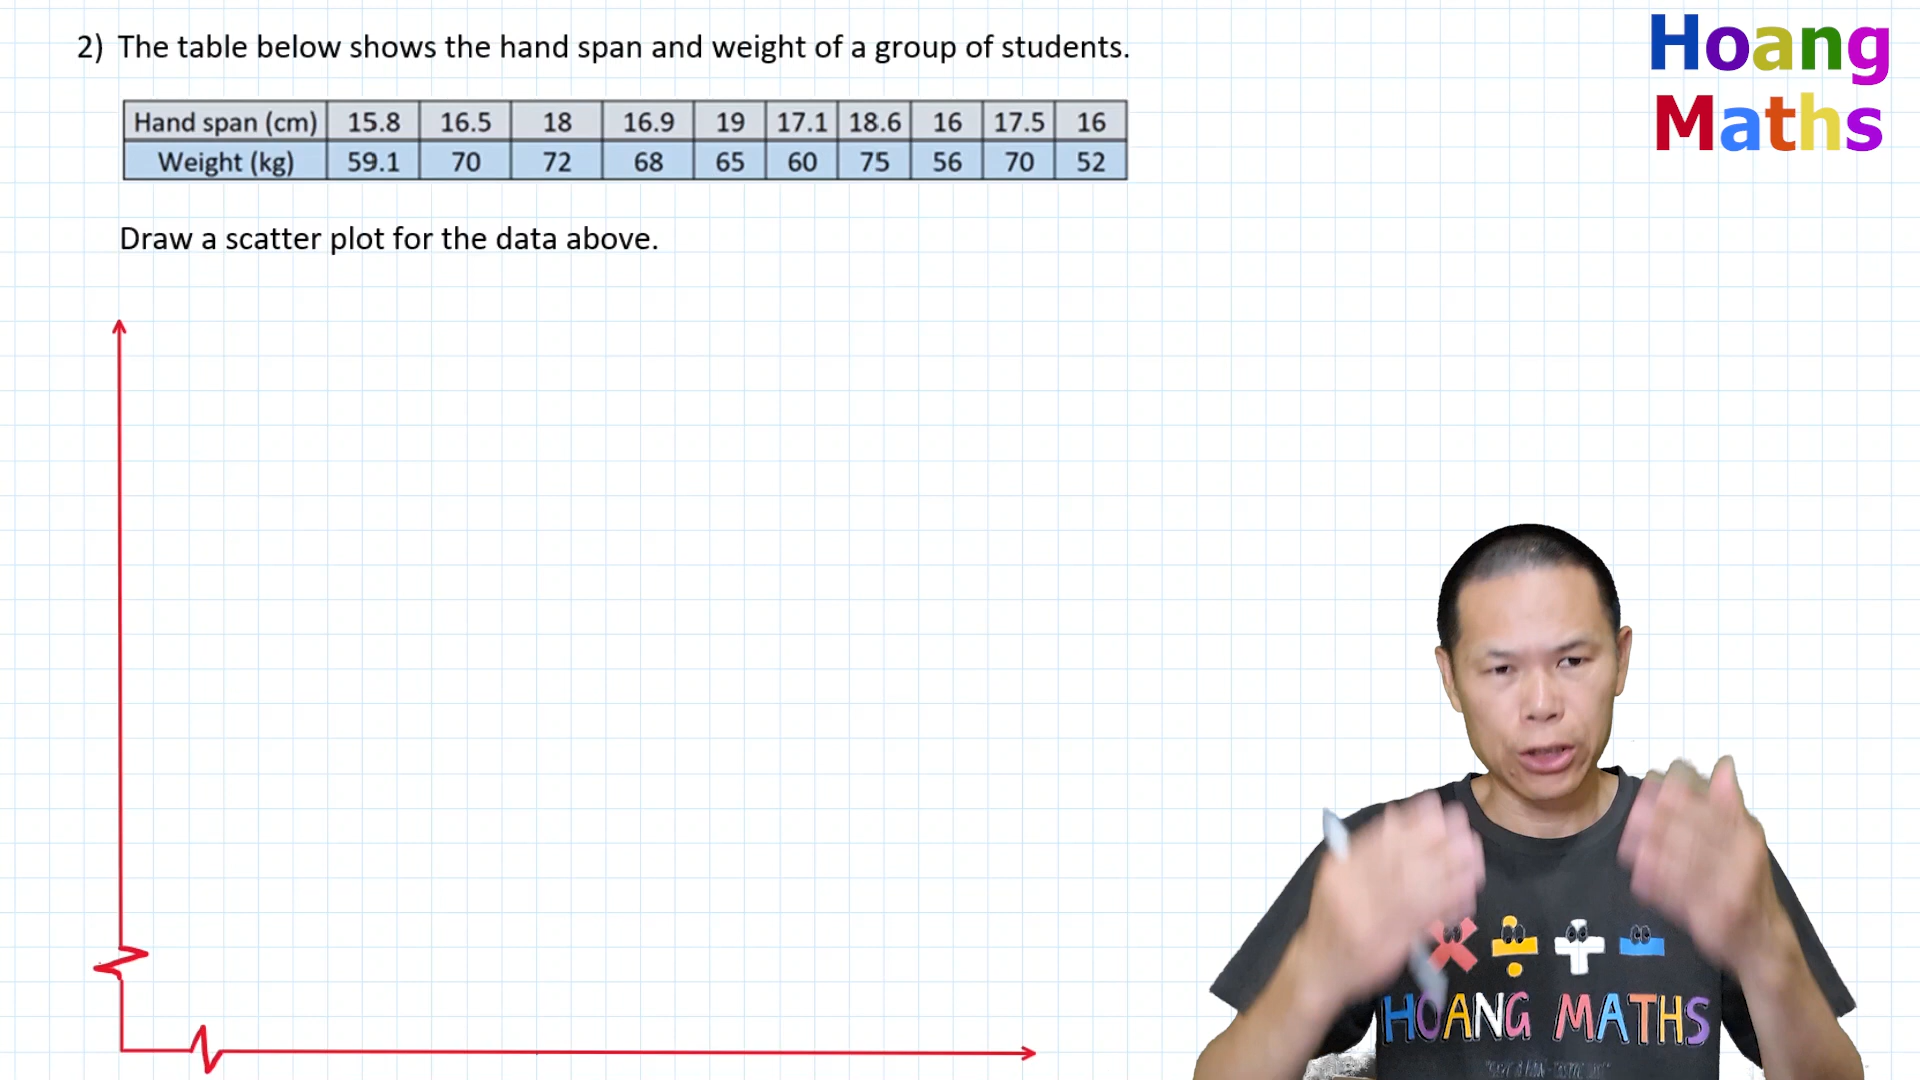 2) The table below shows the hand span and weight of a group of students.
Hoang
Maths
Hand span (cm) 15.8 16.5 18 16.9 19 17.1 18.6 16 17.5 16
Weight (kg) 59.1 70 72 68 65 60 75 56 70 52
Draw a scatter plot for the data above.
HOANG MATHS